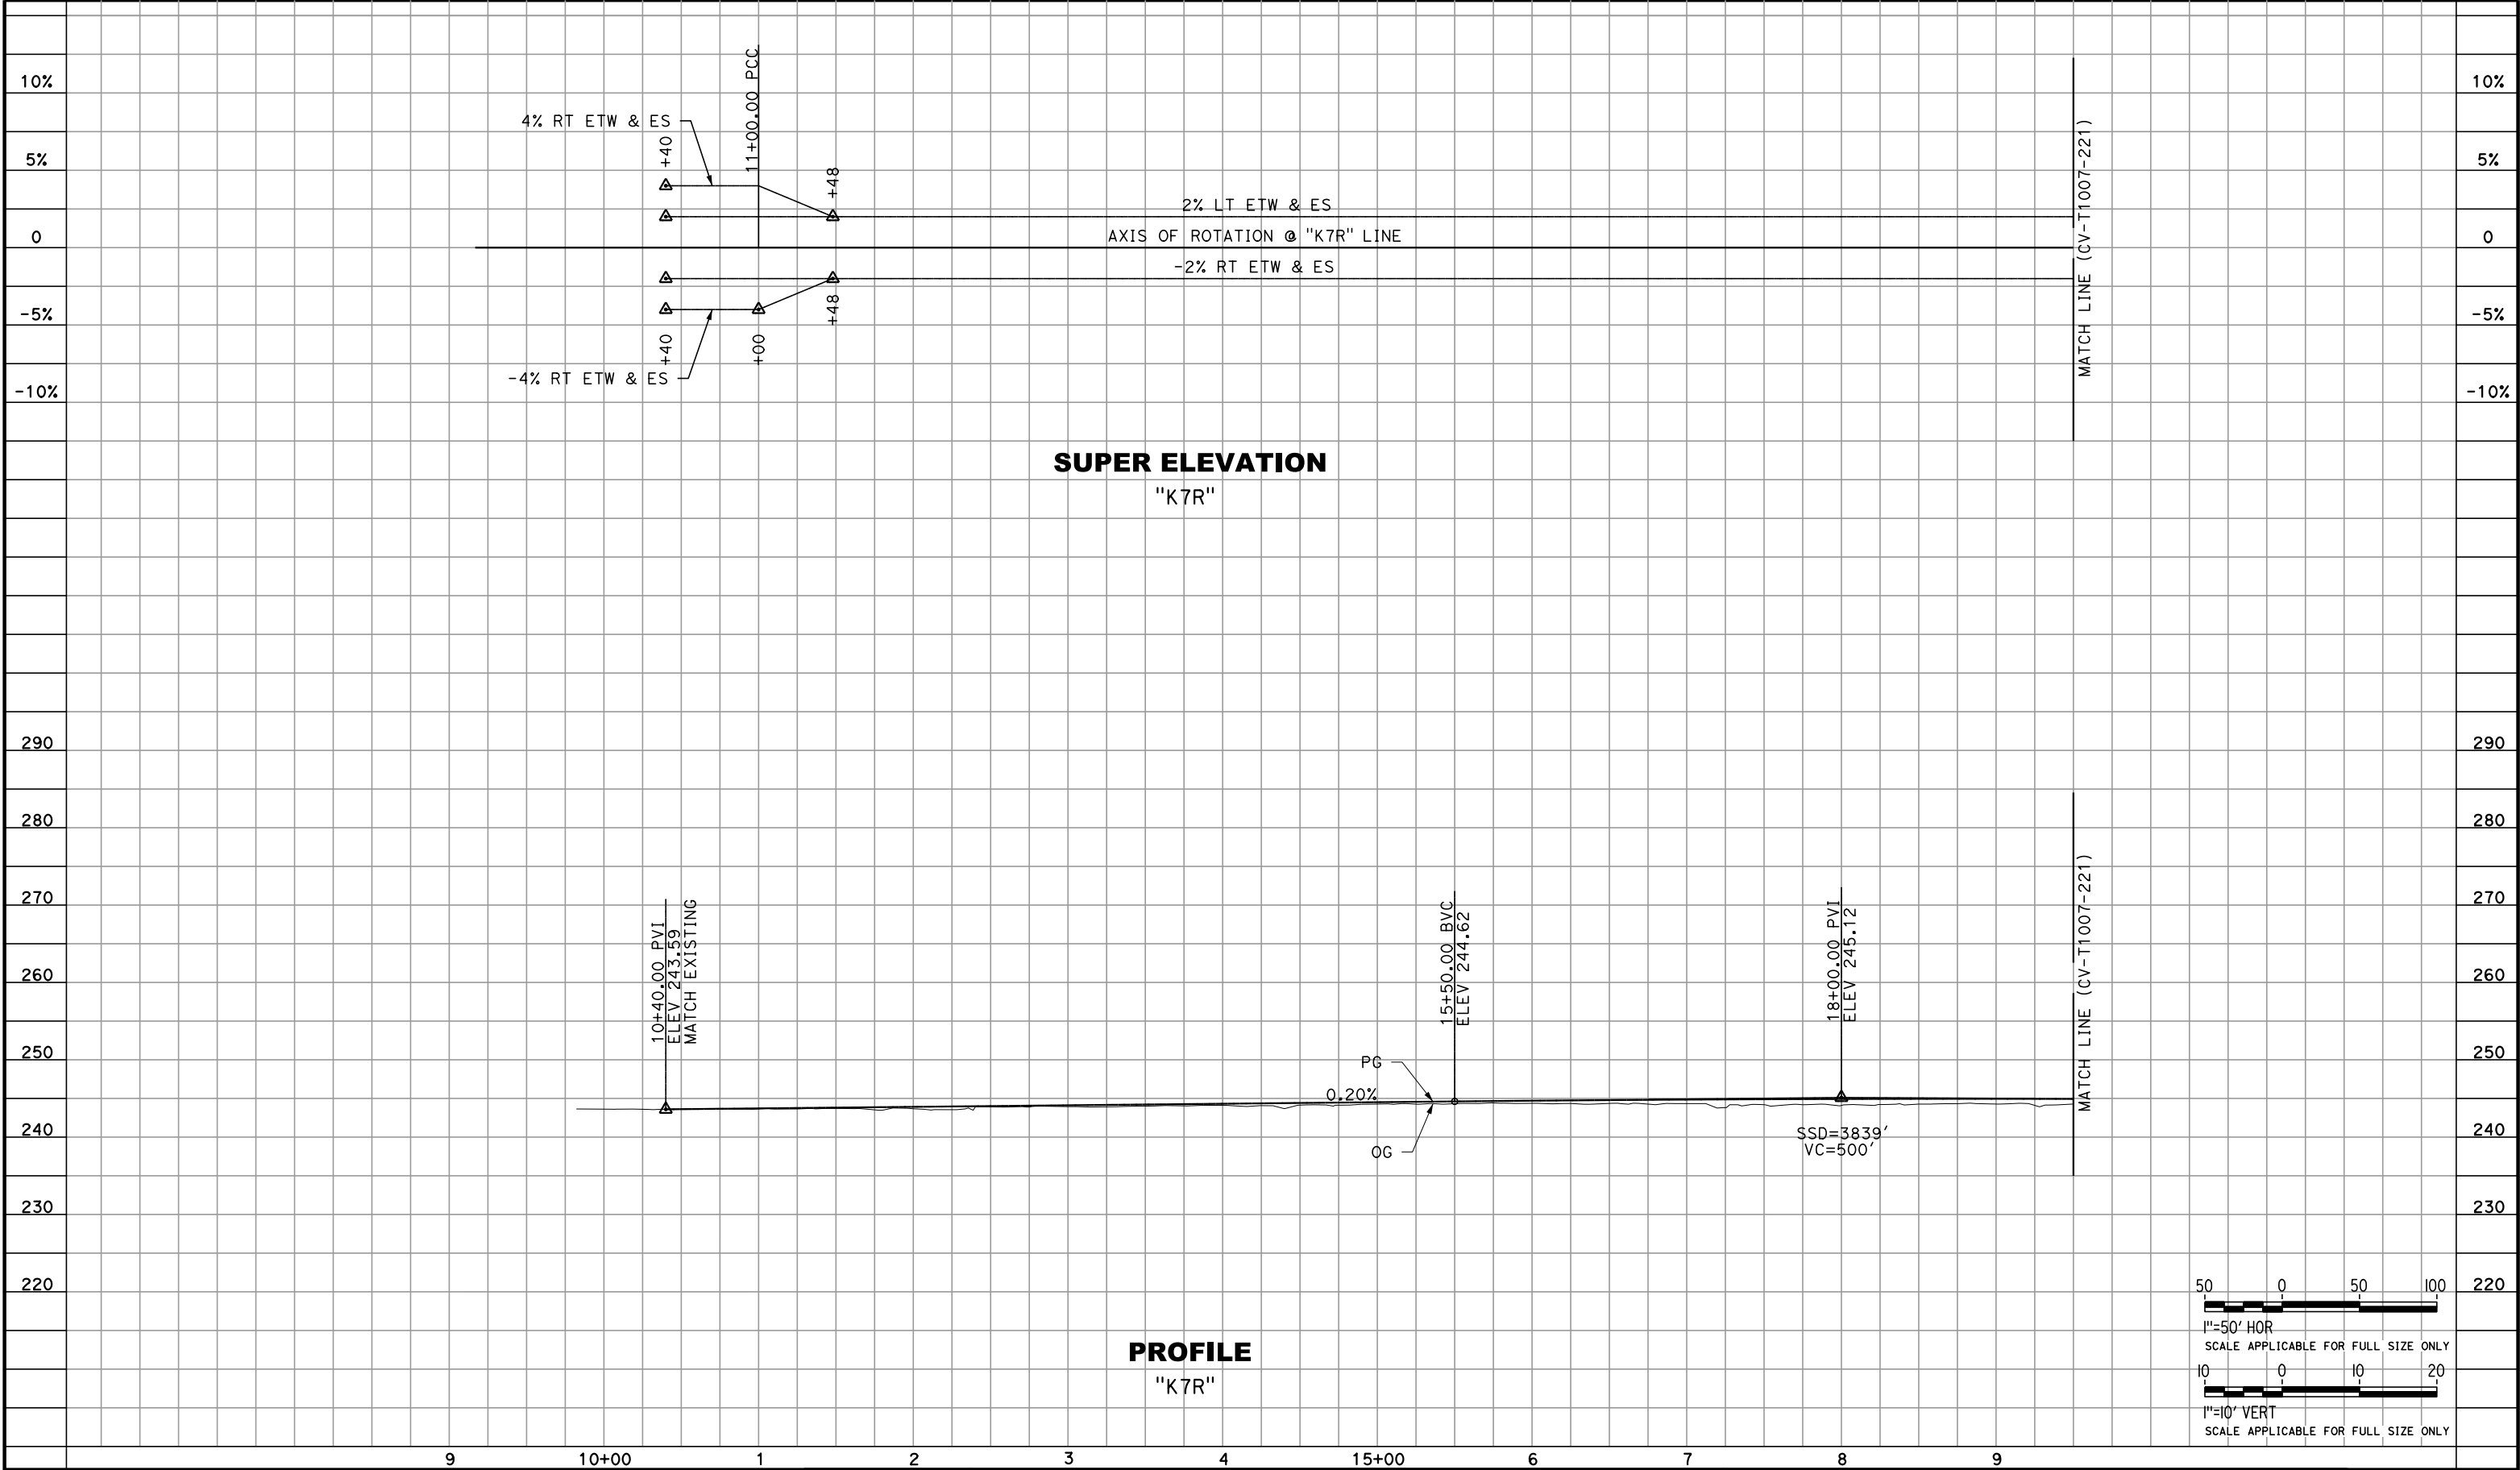 10%
10%
5%
5%
0
0
-5%
-5%
-10%
-10%
4% RT ETW & ES
+40
11+00.00 PCC
+48
2% LT ETW & ES
AXIS OF ROTATION @ "K7R" LINE
-2% RT ETW & ES
+48
+40
+00
-4% RT ETW & ES
MATCH LINE (CV-T1007-221)
SUPER ELEVATION
"K7R"
290
290
280
280
270
270
260
260
250
250
240
240
230
230
220
220
10+40.00 PVI
ELEV 243.59
MATCH EXISTING
15+50.00 BVC
ELEV 244.62
18+00.00 PVI
ELEV 245.12
MATCH LINE (CV-T1007-221)
PG
0.20%
OG
SSD=3839'
VC=500'
50 0 50 100
1"=50' HOR
SCALE APPLICABLE FOR FULL SIZE ONLY
10 0 10 20
1"=10' VERT
SCALE APPLICABLE FOR FULL SIZE ONLY
PROFILE
"K7R"
9 10+00 1 2 3 4 15+00 6 7 8 9